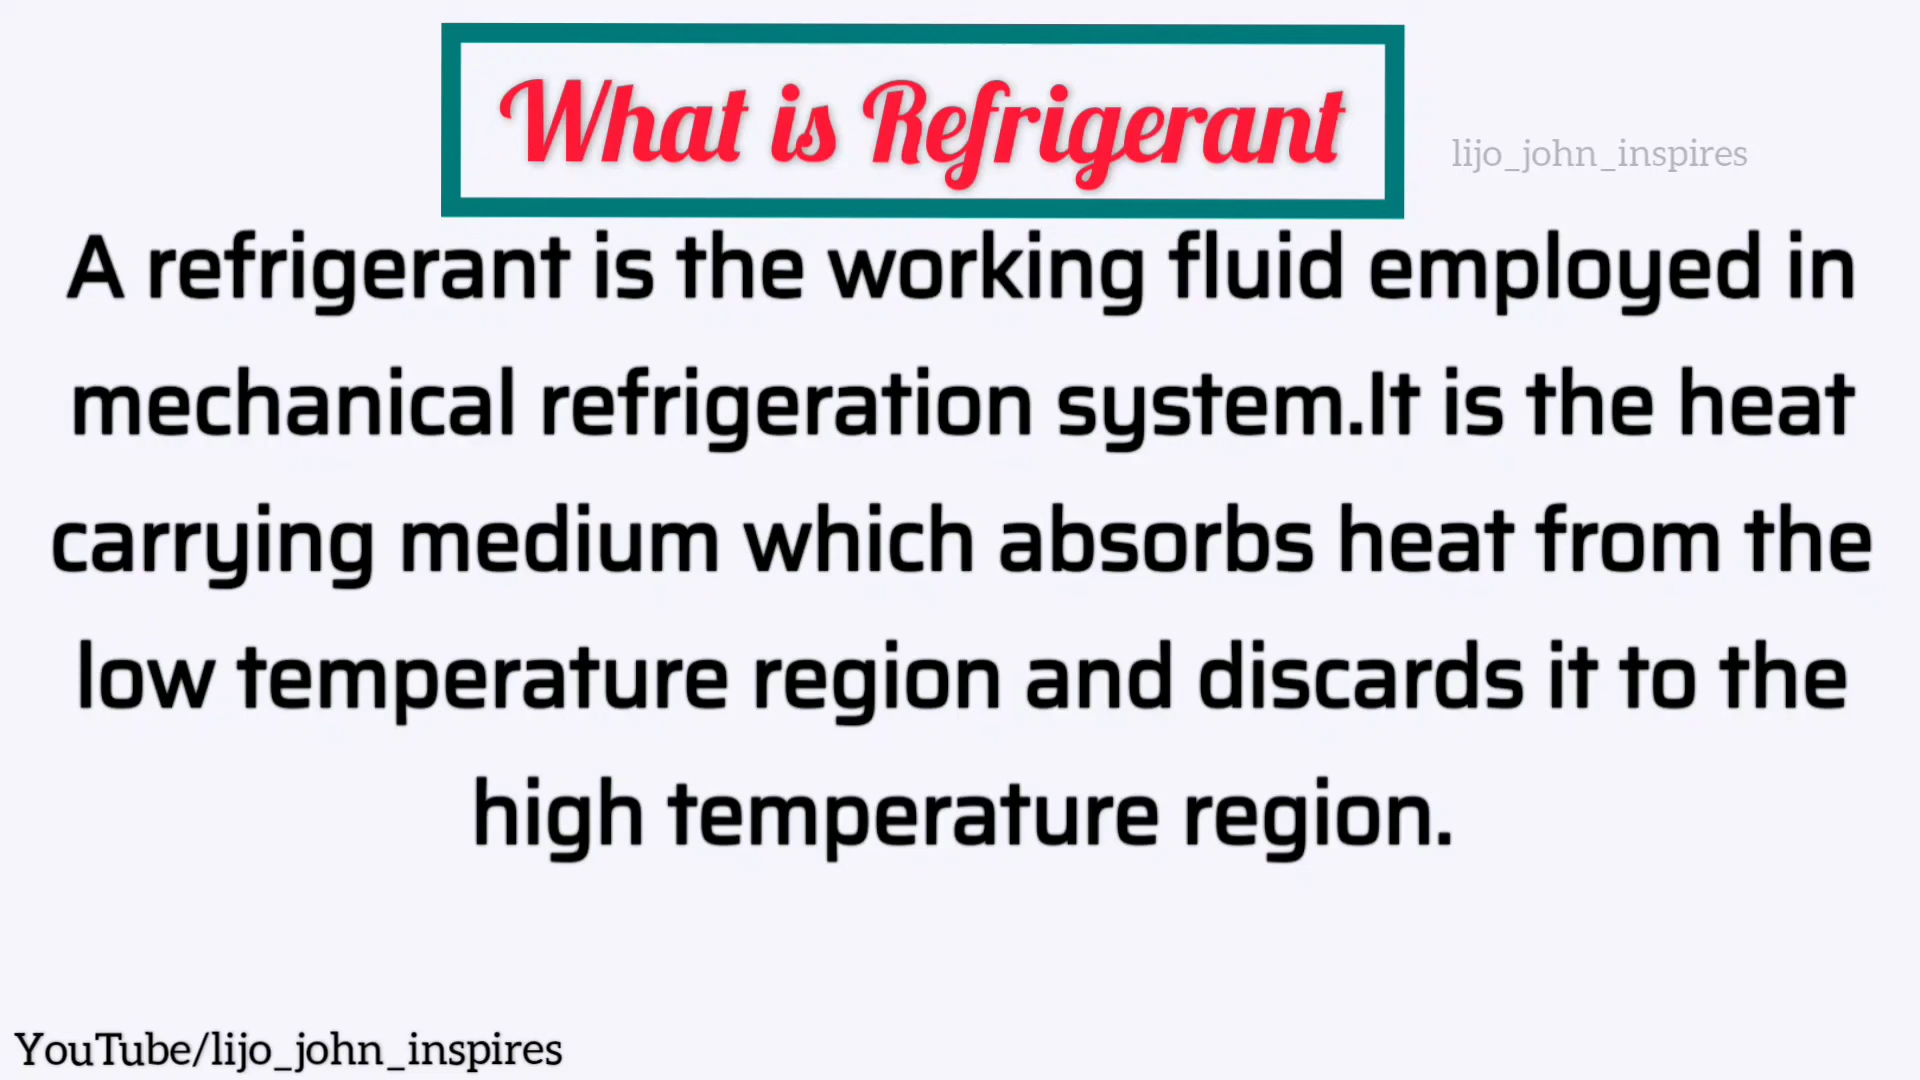 What is Refrigerant
lijo_john_inspires
A refrigerant is the working fluid employed in
mechanical refrigeration system.It is the heat
carrying medium which absorbs heat from the
low temperature region and discards it to the
high temperature region.
YouTube/lijo_john_inspires